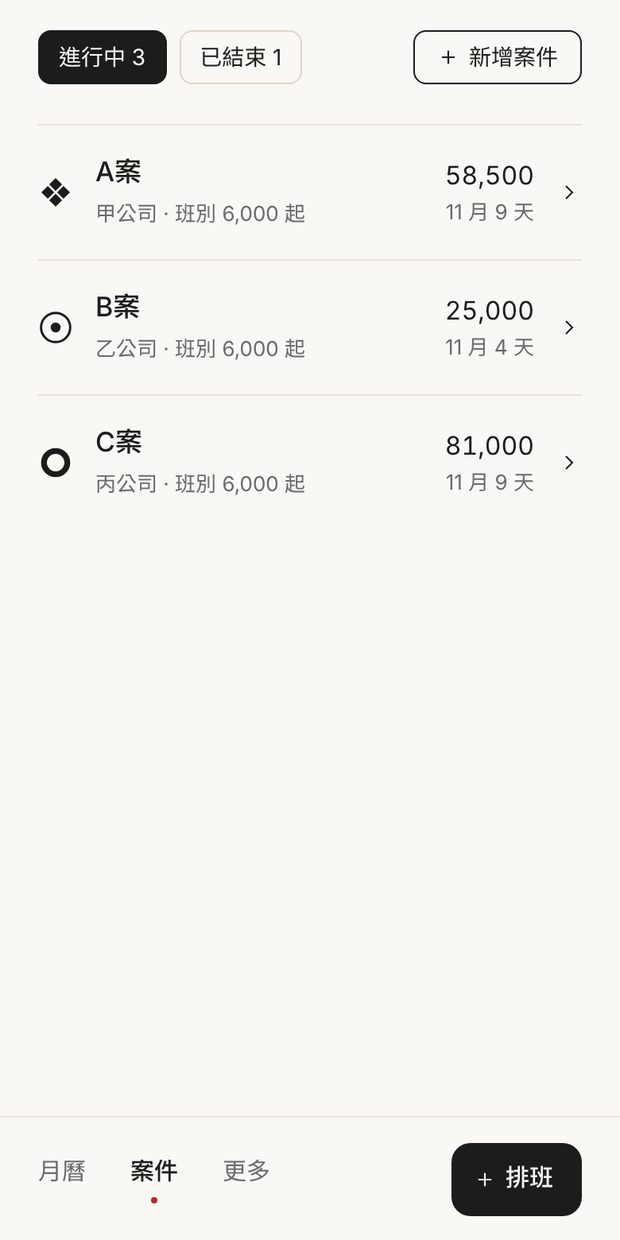 進行中 3 已結束 1 + 新增案件
A案
58,500
甲公司 · 班別 6,000 起
11 月 9 天
B案
25,000
乙公司 · 班別 6,000 起
11 月 4 天
C案
81,000
丙公司 · 班別 6,000 起
11 月 9 天
月曆 案件 更多 + 排班